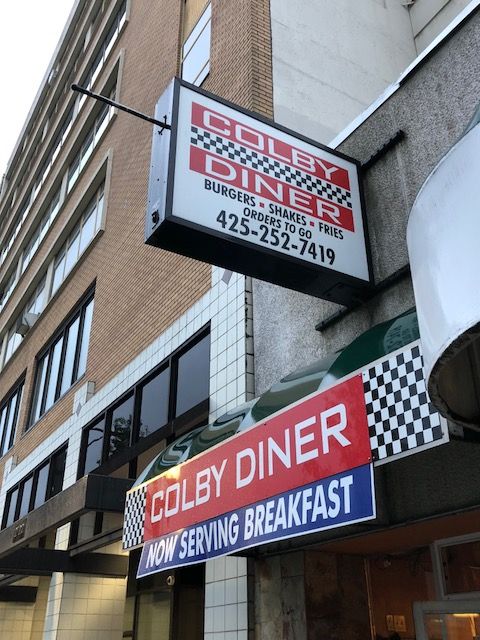 COLBY
DINER
BURGERS ▪ SHAKES ▪ FRIES
ORDERS TO GO
425-252-7419
COLBY DINER
NOW SERVING BREAKFAST